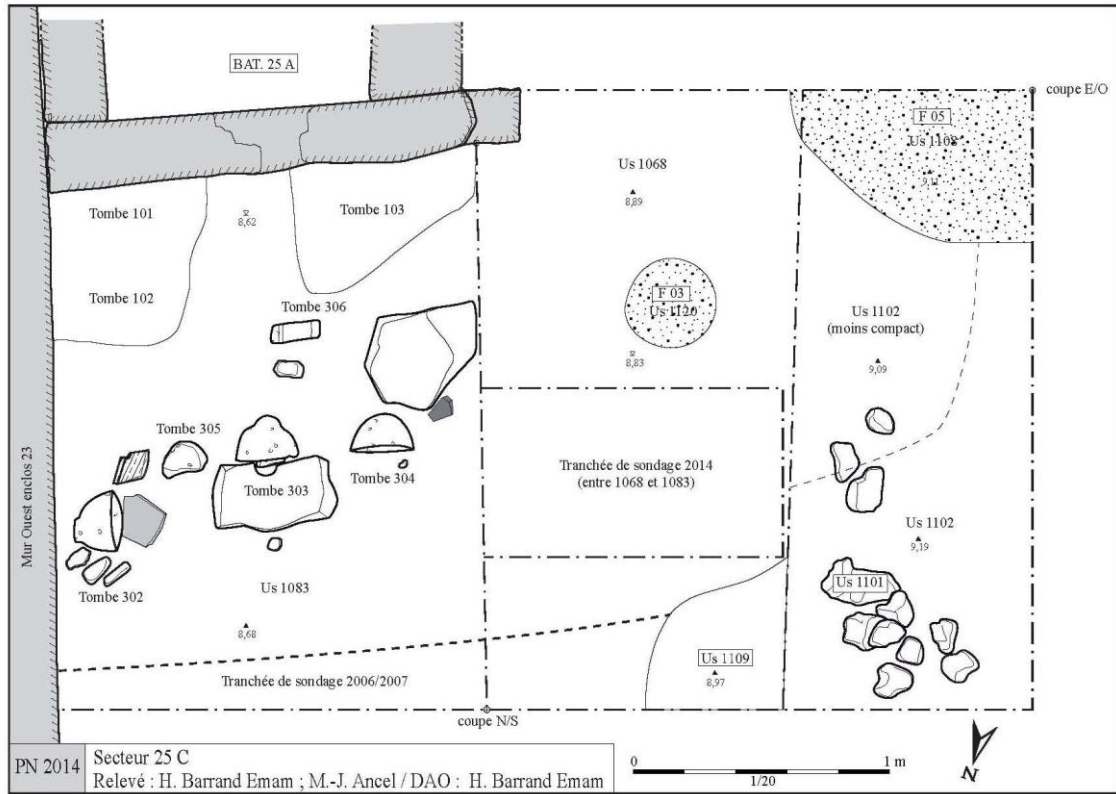 BAT. 25 A
coupe E/O
F 05
Us 1108
9,11
Us 1068
8,89
Tombe 101
8,62
Tombe 103
Tombe 102
Tombe 306
F 03
Us 1120
8,83
Us 1102
(moins compact)
9,09
Tombe 305
Tombe 303
Tombe 304
Tranchée de sondage 2014
(entre 1068 et 1083)
Us 1102
9,19
Mur Ouest enclos 23
Tombe 302
Us 1083
8,68
Us 1101
Us 1109
8,97
Tranchée de sondage 2006/2007
coupe N/S
PN 2014
Secteur 25 C
Relevé : H. Barrand Emam ; M.-J. Ancel / DAO : H. Barrand Emam
0
1 m
1/20
N